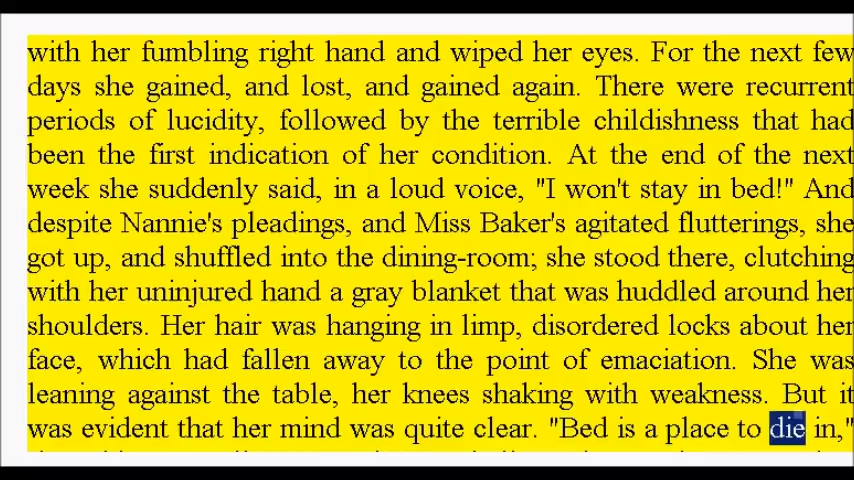 with her fumbling right hand and wiped her eyes. For the next few
days she gained, and lost, and gained again. There were recurrent
periods of lucidity, followed by the terrible childishness that had
been the first indication of her condition. At the end of the next
week she suddenly said, in a loud voice, "I won't stay in bed!" And
despite Nannie's pleadings, and Miss Baker's agitated flutterings, she
got up, and shuffled into the dining-room; she stood there, clutching
with her uninjured hand a gray blanket that was huddled around her
shoulders. Her hair was hanging in limp, disordered locks about her
face, which had fallen away to the point of emaciation. She was
leaning against the table, her knees shaking with weakness. But it
was evident that her mind was quite clear. "Bed is a place to die in,"